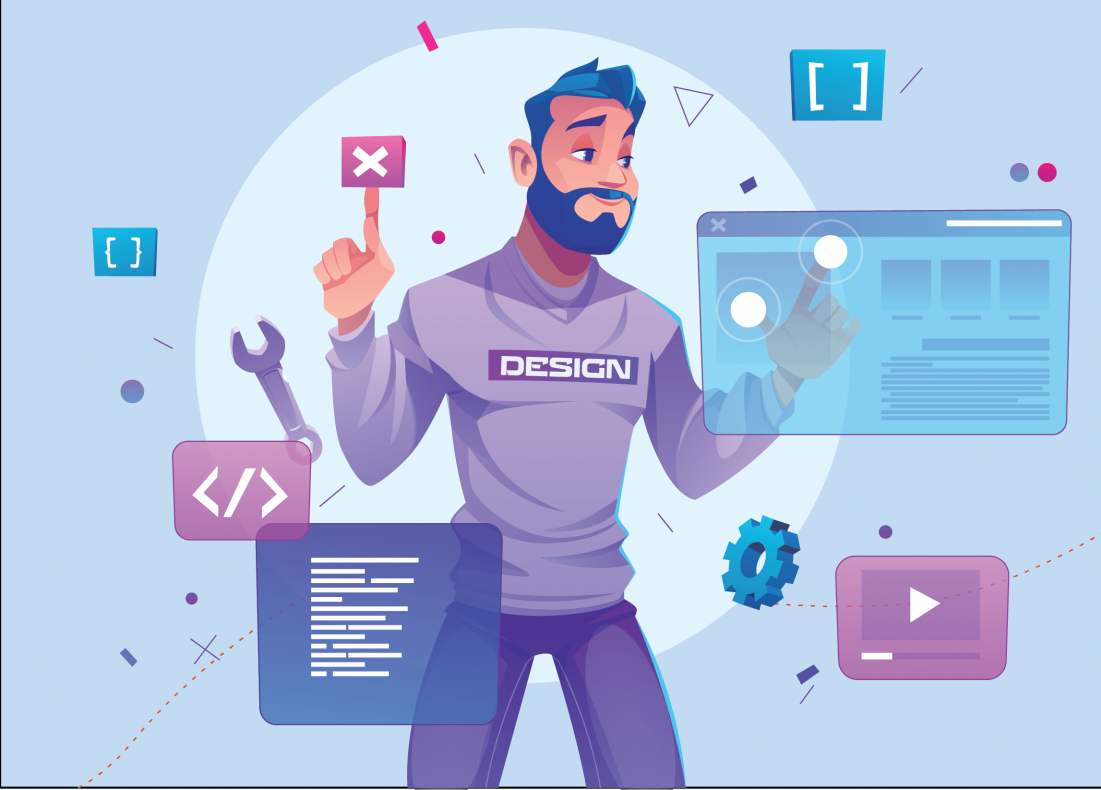 [ ]
{ }
DESIGN
</>